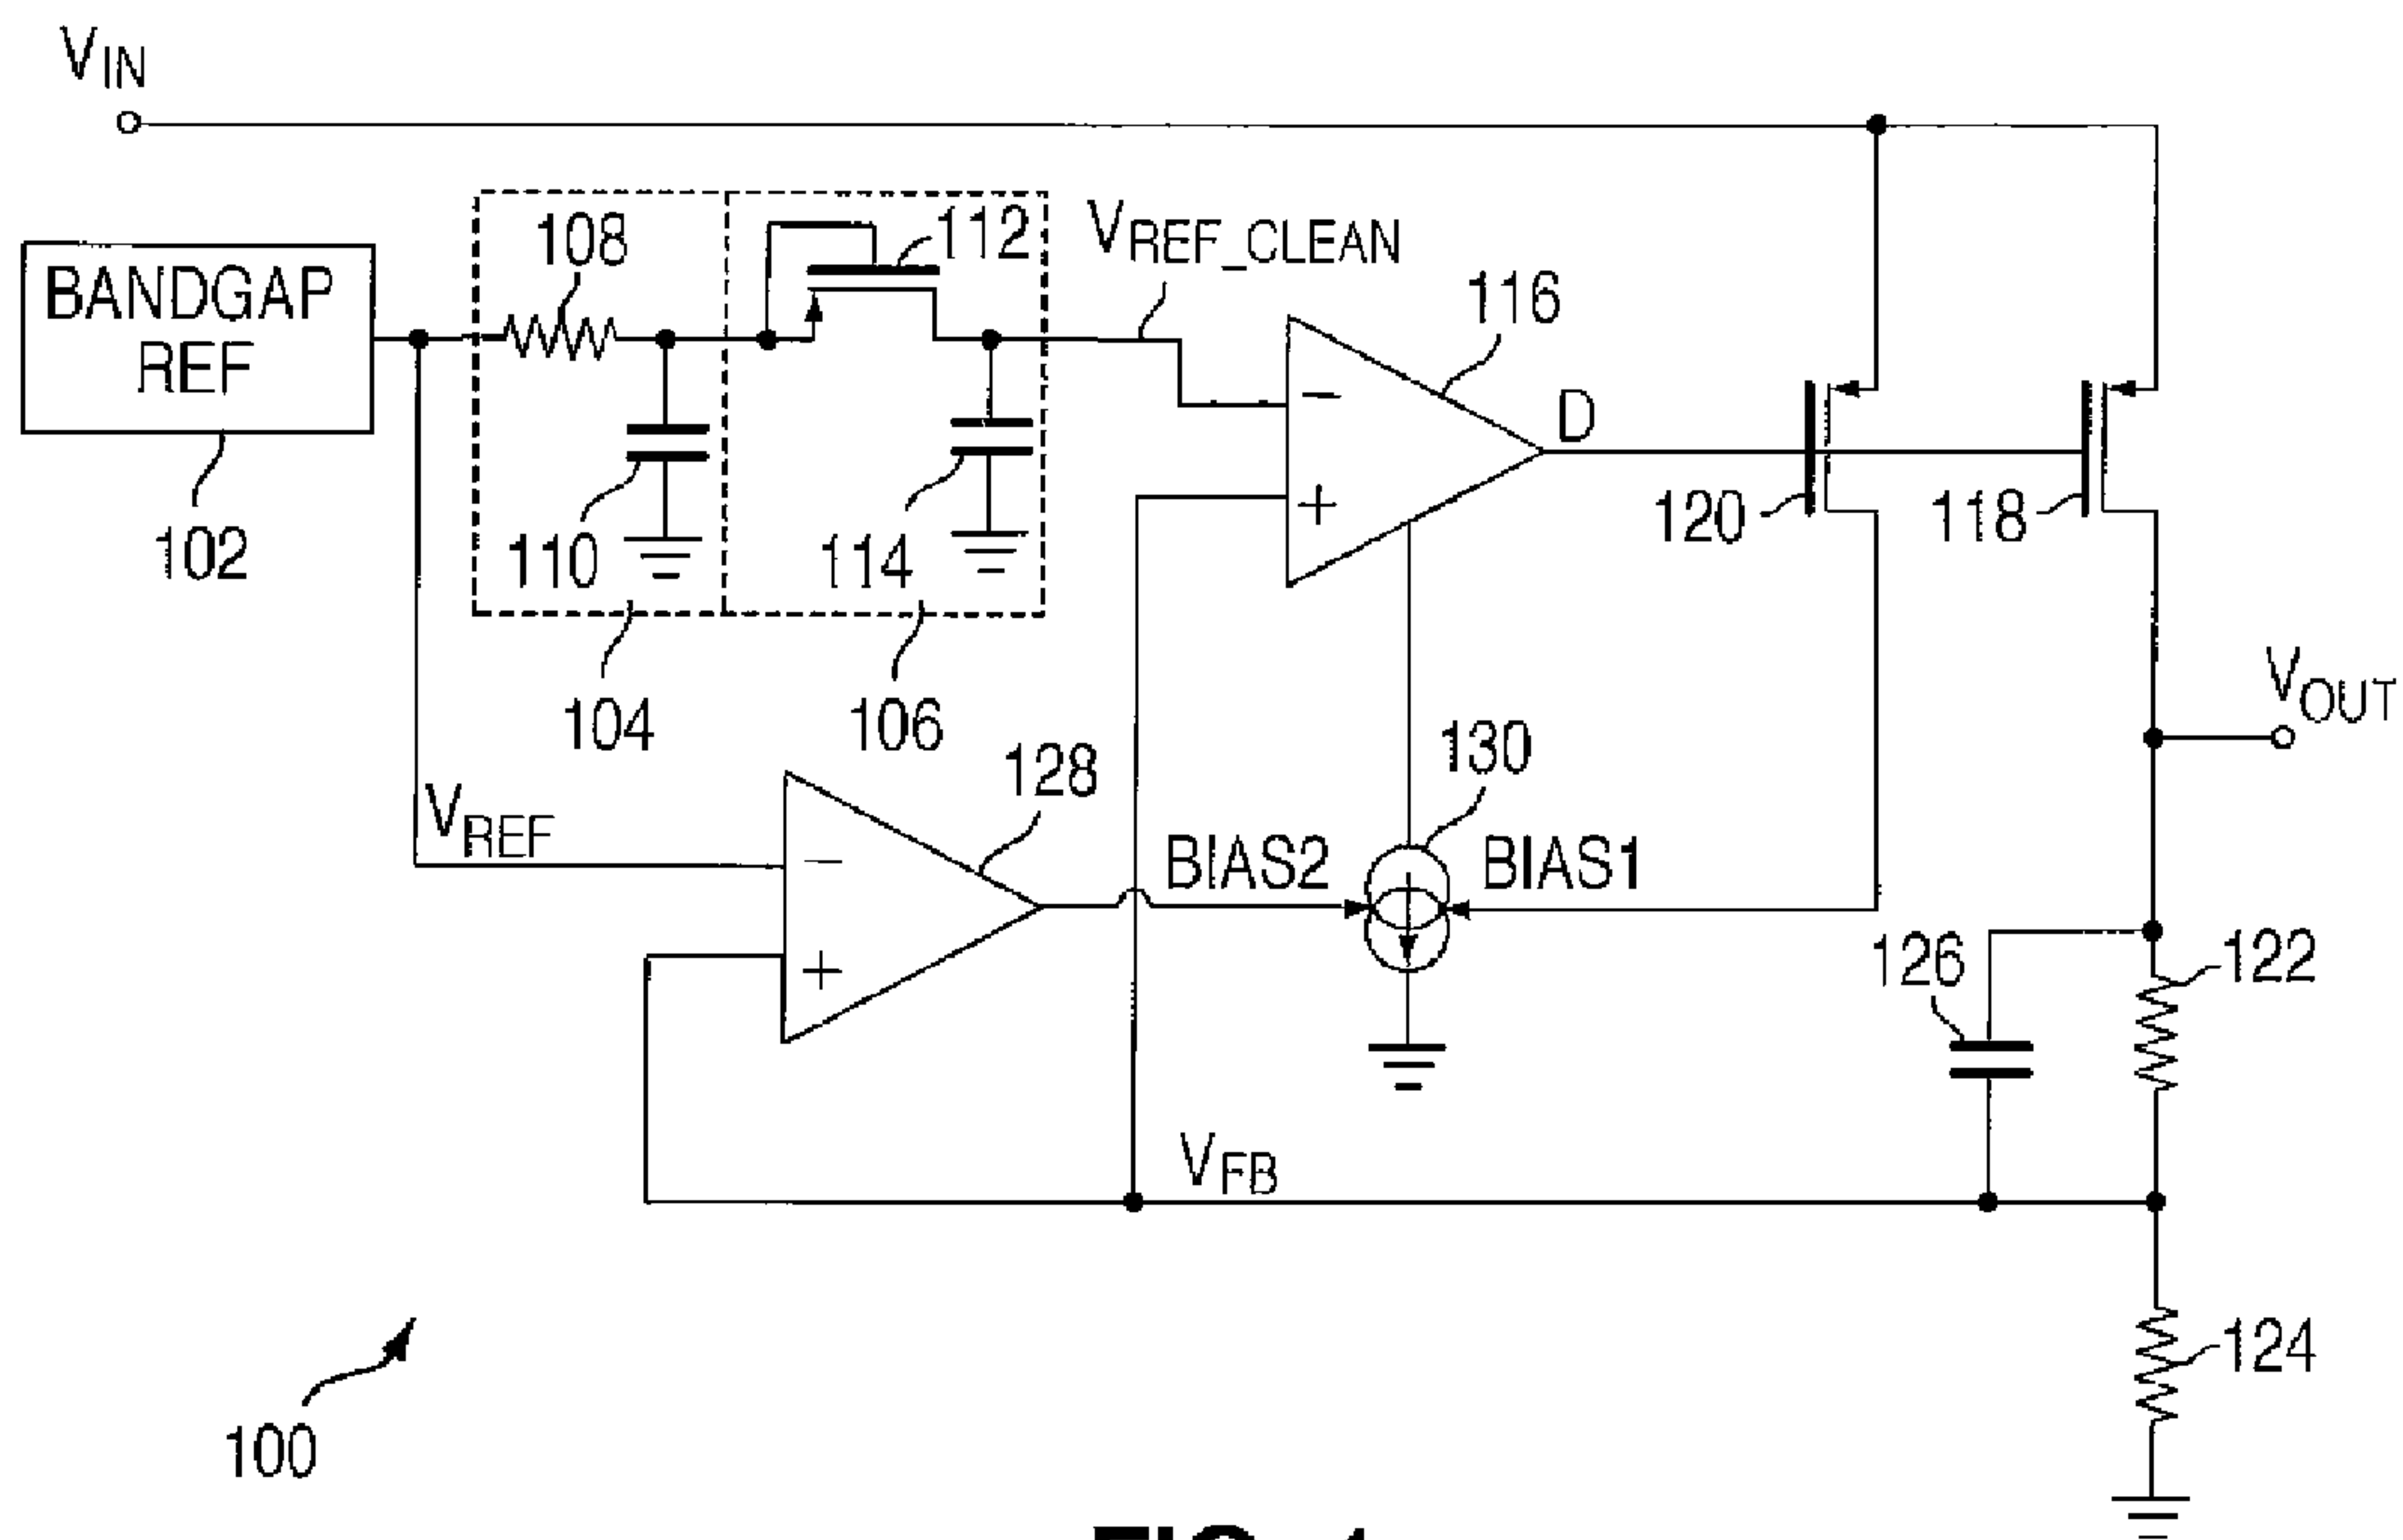 VIN
BANDGAP
REF
102
108
112
110
114
104
106
VREF_CLEAN
116
-
+
D
120
118
VOUT
VREF
128
-
+
BIAS2
130
BIAS1
126
122
VFB
124
100